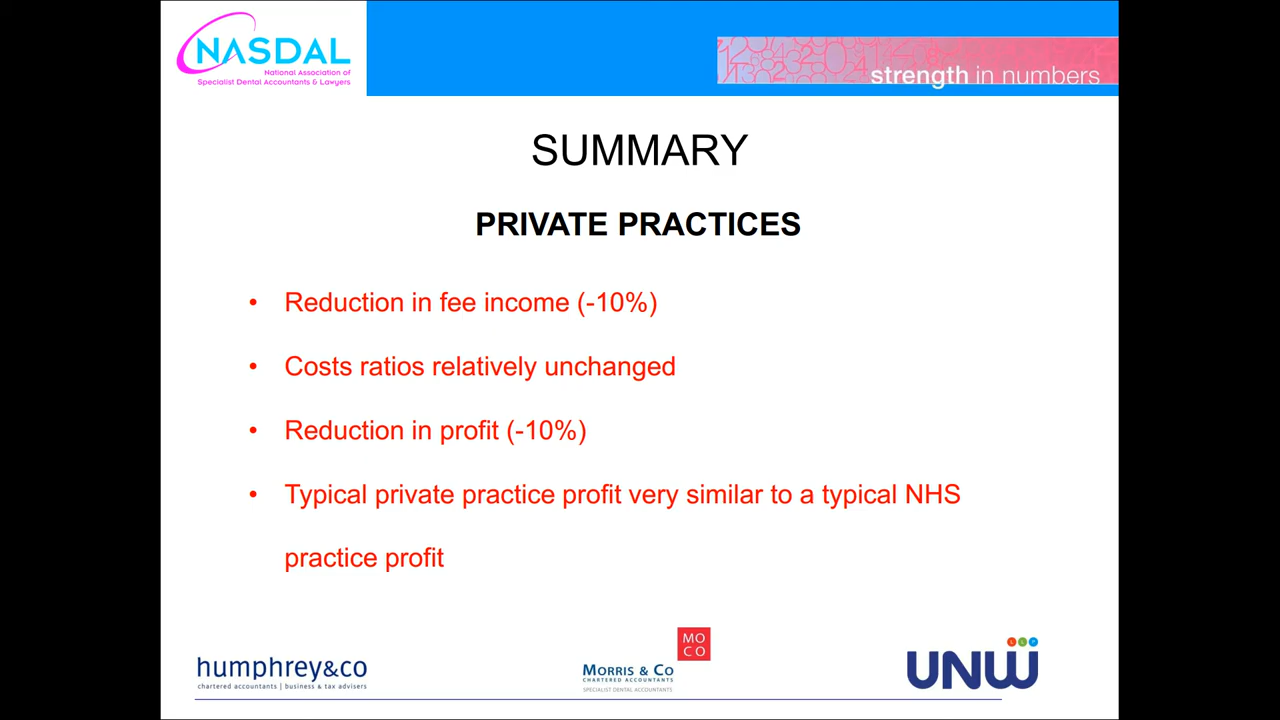 NASDAL
National Association of
Specialist Dental Accountants & Lawyers
strength in numbers
SUMMARY
PRIVATE PRACTICES
• Reduction in fee income (-10%)
• Costs ratios relatively unchanged
• Reduction in profit (-10%)
• Typical private practice profit very similar to a typical NHS
practice profit
humphrey&co
chartered accountants | business & tax advisers
MO
CO
MORRIS & CO
CHARTERED ACCOUNTANTS
SPECIALIST DENTAL ACCOUNTANTS
LLP
UNW